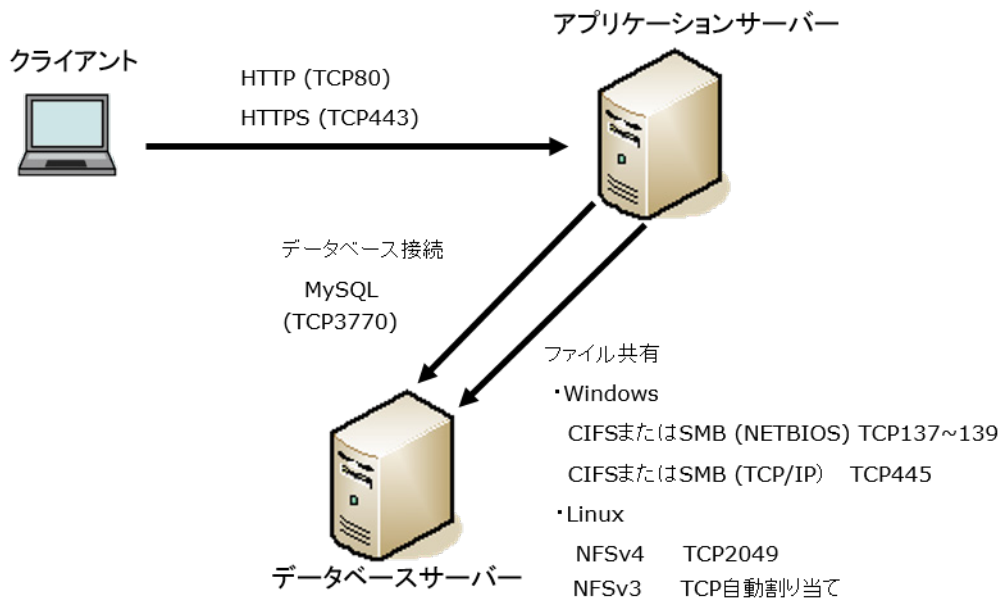 アプリケーションサーバー
クライアント
HTTP (TCP80)
HTTPS (TCP443)
データベース接続
MySQL
(TCP3770)
ファイル共有
・Windows
CIFSまたはSMB (NETBIOS) TCP137~139
CIFSまたはSMB (TCP/IP) TCP445
・Linux
NFSv4 TCP2049
NFSv3 TCP自動割り当て
データベースサーバー